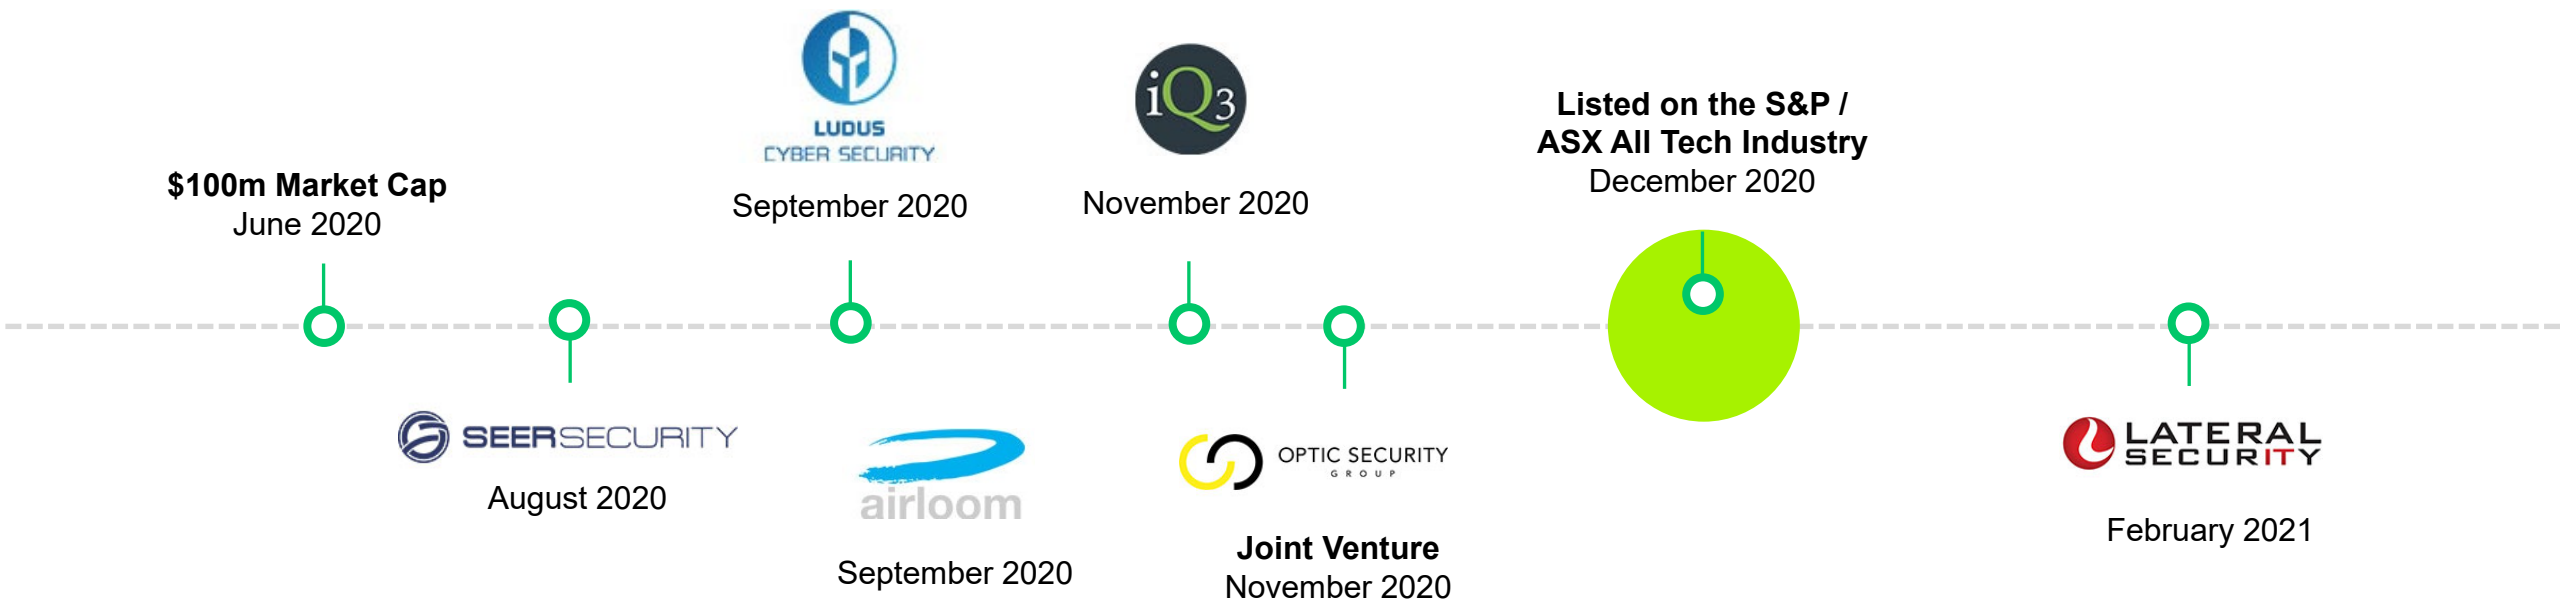 $100m Market Cap
June 2020
SEERSECURITY
August 2020
LUDUS
CYBER SECURITY
September 2020
airloom
September 2020
iQ3
November 2020
OPTIC SECURITY
GROUP
Joint Venture
November 2020
Listed on the S&P /
ASX All Tech Industry
December 2020
LATERAL
SECURITY
February 2021